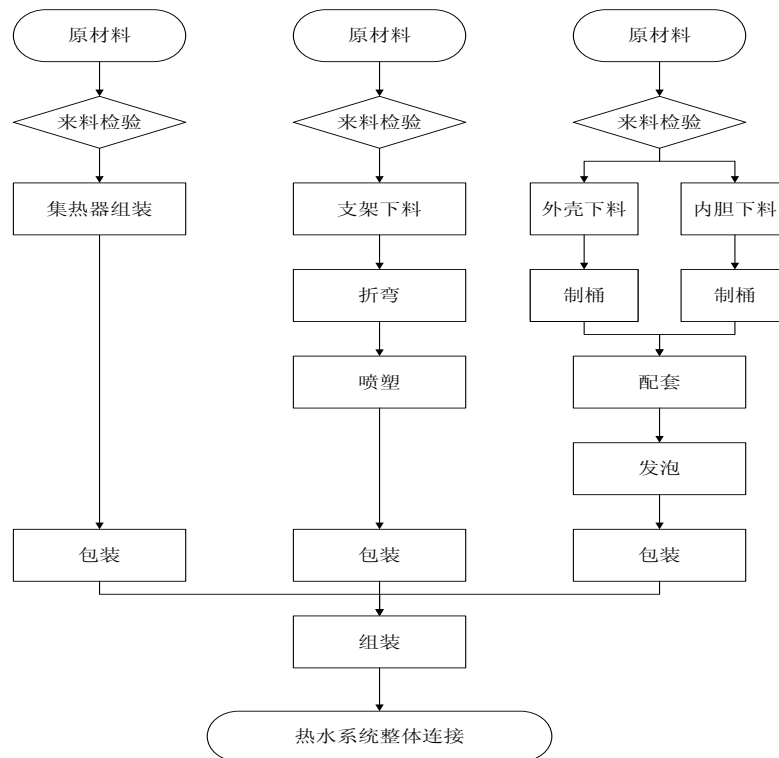 原材料
原材料
原材料
来料检验
来料检验
来料检验
集热器组装
支架下料
外壳下料
内胆下料
折弯
制桶
制桶
喷塑
配套
发泡
包装
包装
包装
组装
热水系统整体连接